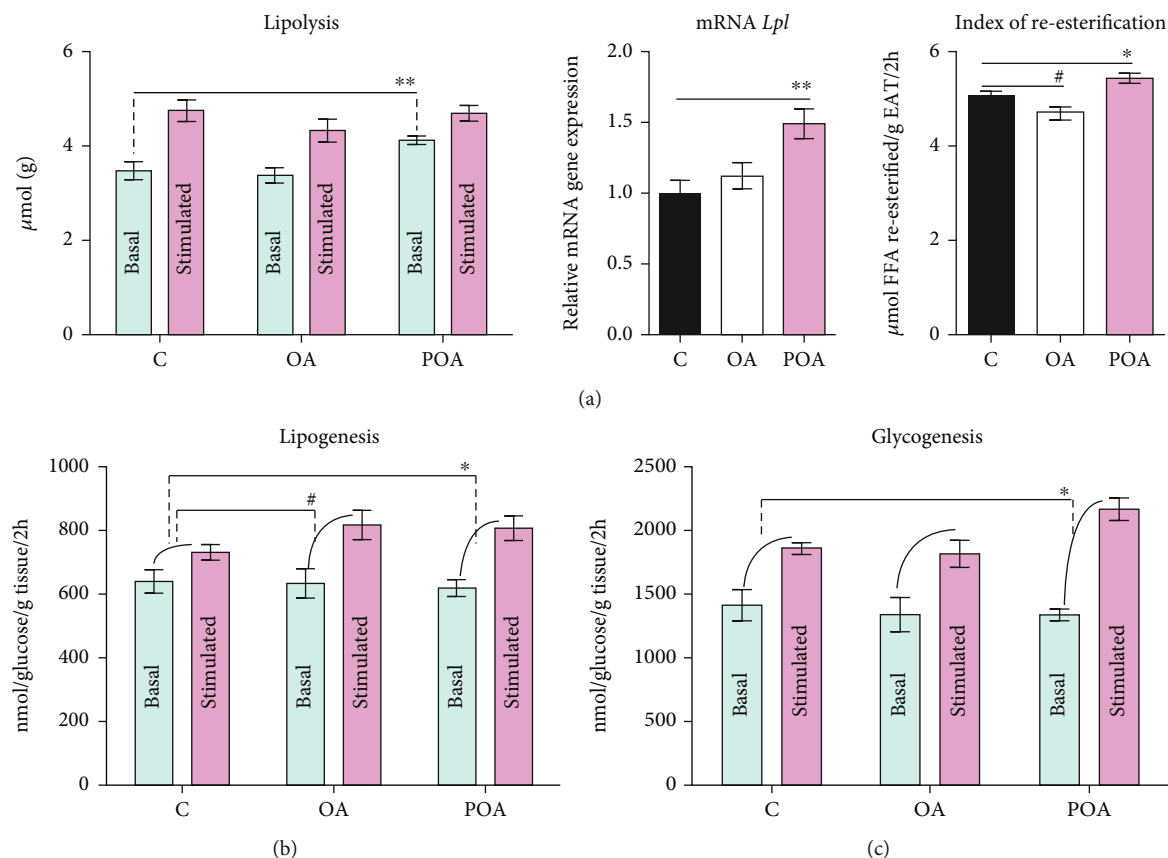 Lipolysis
6
4
2
0
μmol (g)
**
Basal
Stimulated
Basal
Stimulated
Basal
Stimulated
C
OA
POA
mRNA Lpl
2.0
1.5
1.0
0.5
0.0
Relative mRNA gene expression
**
C
OA
POA
Index of re-esterification
6
4
2
0
μmol FFA re-esterified/g EAT/2h
*
#
C
OA
POA
(a)
Lipogenesis
1000
800
600
400
200
0
nmol/glucose/g tissue/2h
*
#
Basal
Stimulated
Basal
Stimulated
Basal
Stimulated
C
OA
POA
(b)
Glycogenesis
2500
2000
1500
1000
500
0
nmol/glucose/g tissue/2h
*
Basal
Stimulated
Basal
Stimulated
Basal
Stimulated
C
OA
POA
(c)